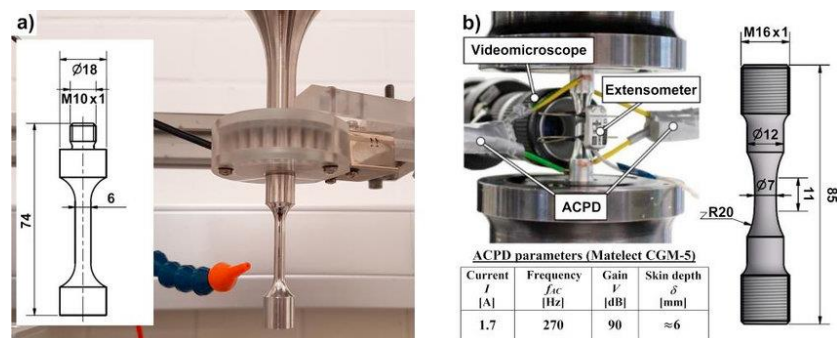 a)
Ø18
M10x1
6
74
b)
Videomicroscope
Extensometer
ACPD
M16x1
Ø12
Ø7
11
85
R20
ACPD parameters (Matelect CGM-5)
Current Frequency Gain Skin depth
I fAC V δ
[A] [Hz] [dB] [mm]
1.7 270 90 ≈6